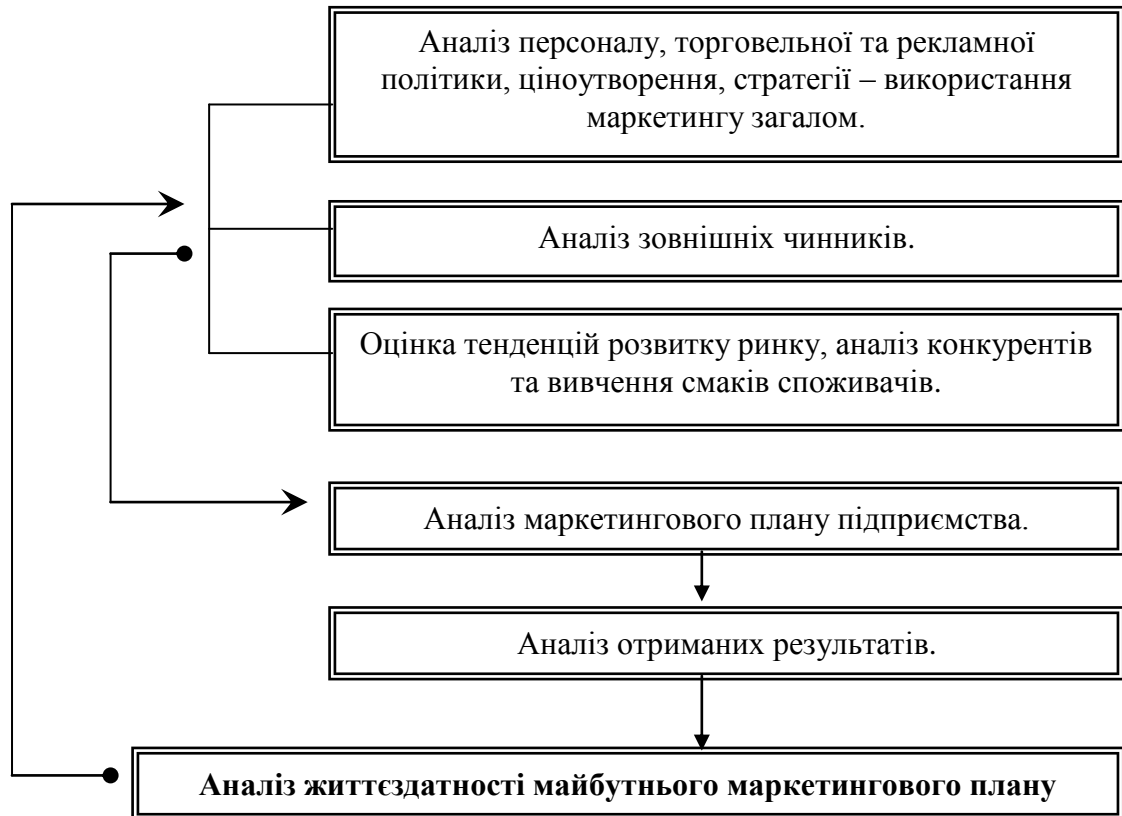 Аналіз персоналу, торговельної та рекламної
політики, ціноутворення, стратегії – використання
маркетингу загалом.
Аналіз зовнішніх чинників.
Оцінка тенденцій розвитку ринку, аналіз конкурентів
та вивчення смаків споживачів.
Аналіз маркетингового плану підприємства.
Аналіз отриманих результатів.
Аналіз життєздатності майбутнього маркетингового плану